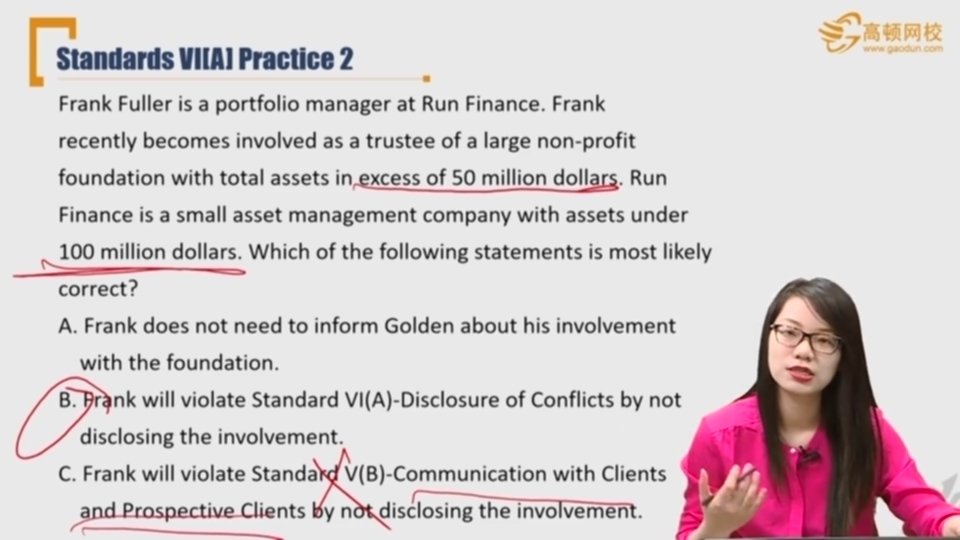 Standards VI[A] Practice 2
高顿网校
www.gaodun.com
Frank Fuller is a portfolio manager at Run Finance. Frank
recently becomes involved as a trustee of a large non-profit
foundation with total assets in excess of 50 million dollars. Run
Finance is a small asset management company with assets under
100 million dollars. Which of the following statements is most likely
correct?
A. Frank does not need to inform Golden about his involvement
with the foundation.
B. Frank will violate Standard VI(A)-Disclosure of Conflicts by not
disclosing the involvement.
C. Frank will violate Standard V(B)-Communication with Clients
and Prospective Clients by not disclosing the involvement.